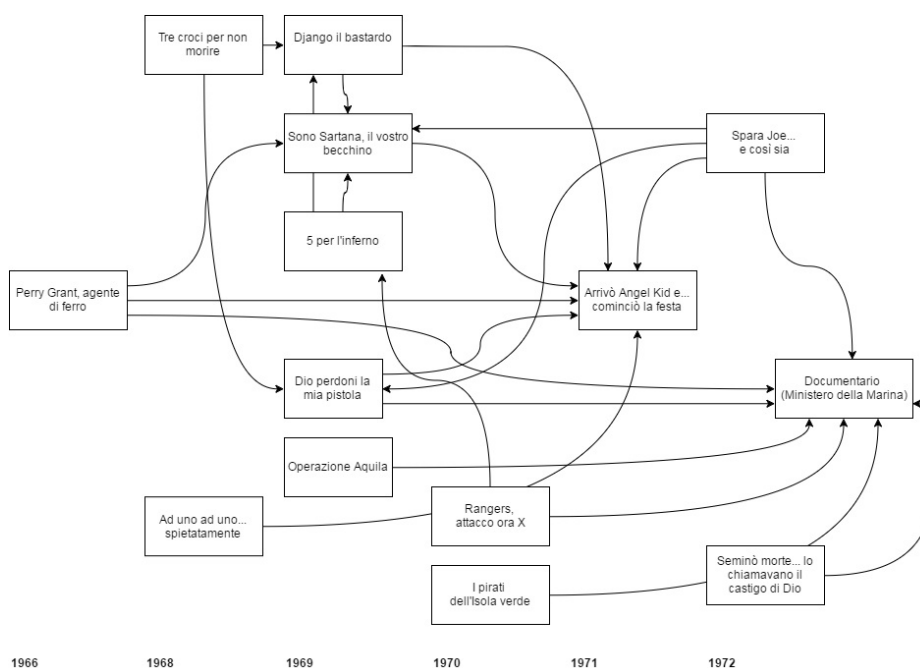 Tre croci per non
morire
Django il bastardo
Sono Sartana, il vostro
becchino
Spara Joe...
e così sia
5 per l'inferno
Perry Grant, agente
di ferro
Arrivò Angel Kid e...
cominciò la festa
Dio perdoni la
mia pistola
Documentario
(Ministero della Marina)
Operazione Aquila
Ad uno ad uno...
spietatamente
Rangers,
attacco ora X
Seminò morte... lo
chiamavano il
castigo di Dio
I pirati
dell'Isola verde
1966 1968 1969 1970 1971 1972